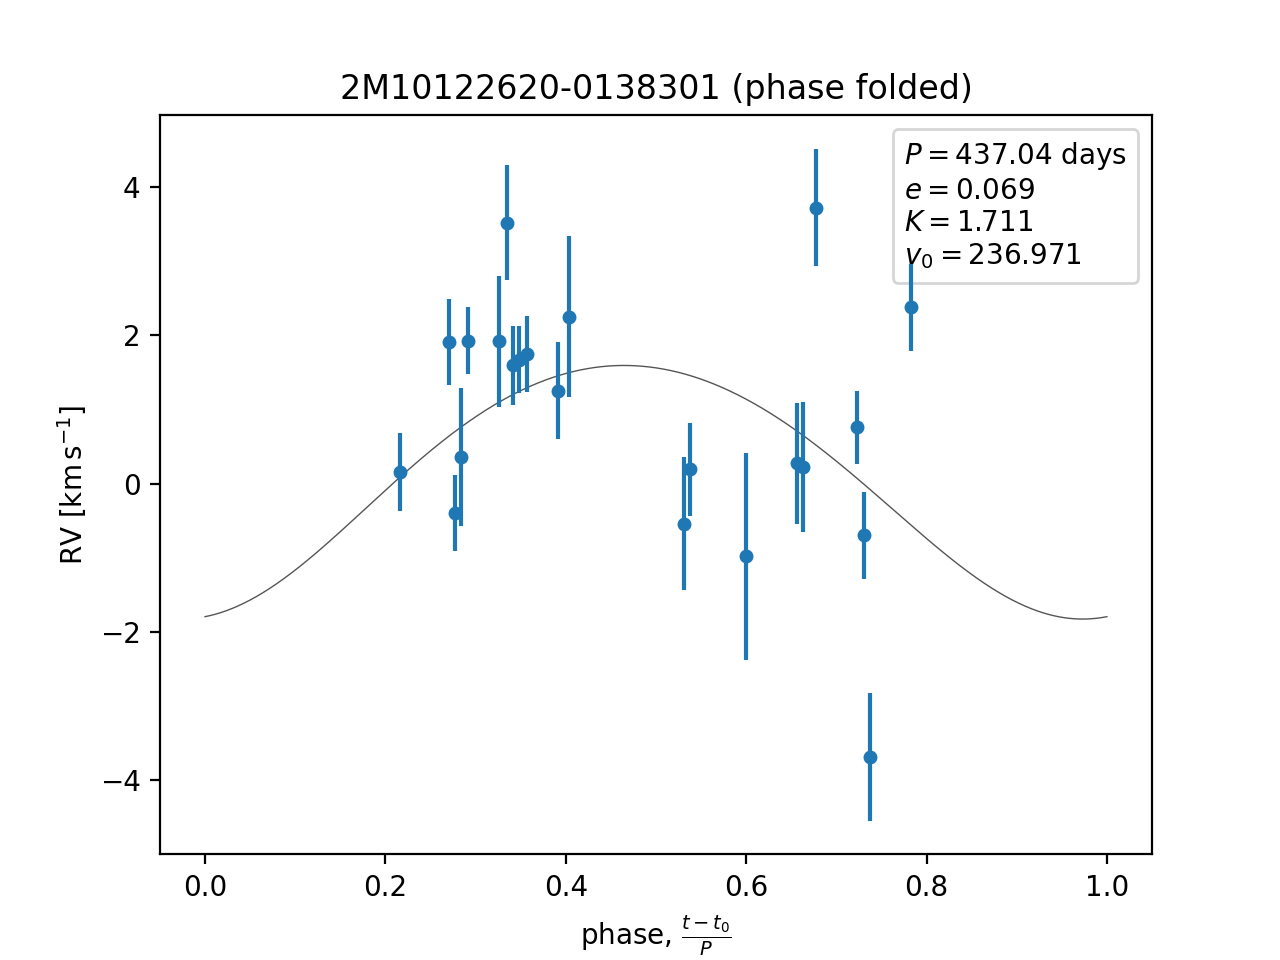 2M10122620-0138301 (phase folded)
P = 437.04 days
e = 0.069
K = 1.711
v₀ = 236.971
RV [km s⁻¹]
4
2
0
−2
−4
0.0 0.2 0.4 0.6 0.8 1.0
phase, (t − t₀)/P